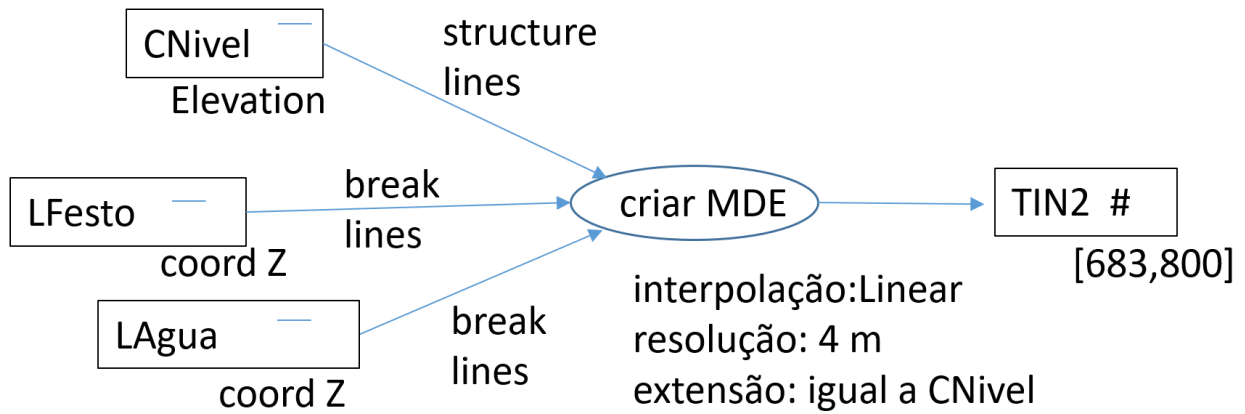 CNivel
Elevation
structure
lines
LFesto
coord Z
break
lines
LAgua
coord Z
break
lines
criar MDE
interpolação:Linear
resolução: 4 m
extensão: igual a CNivel
TIN2 #
[683,800]